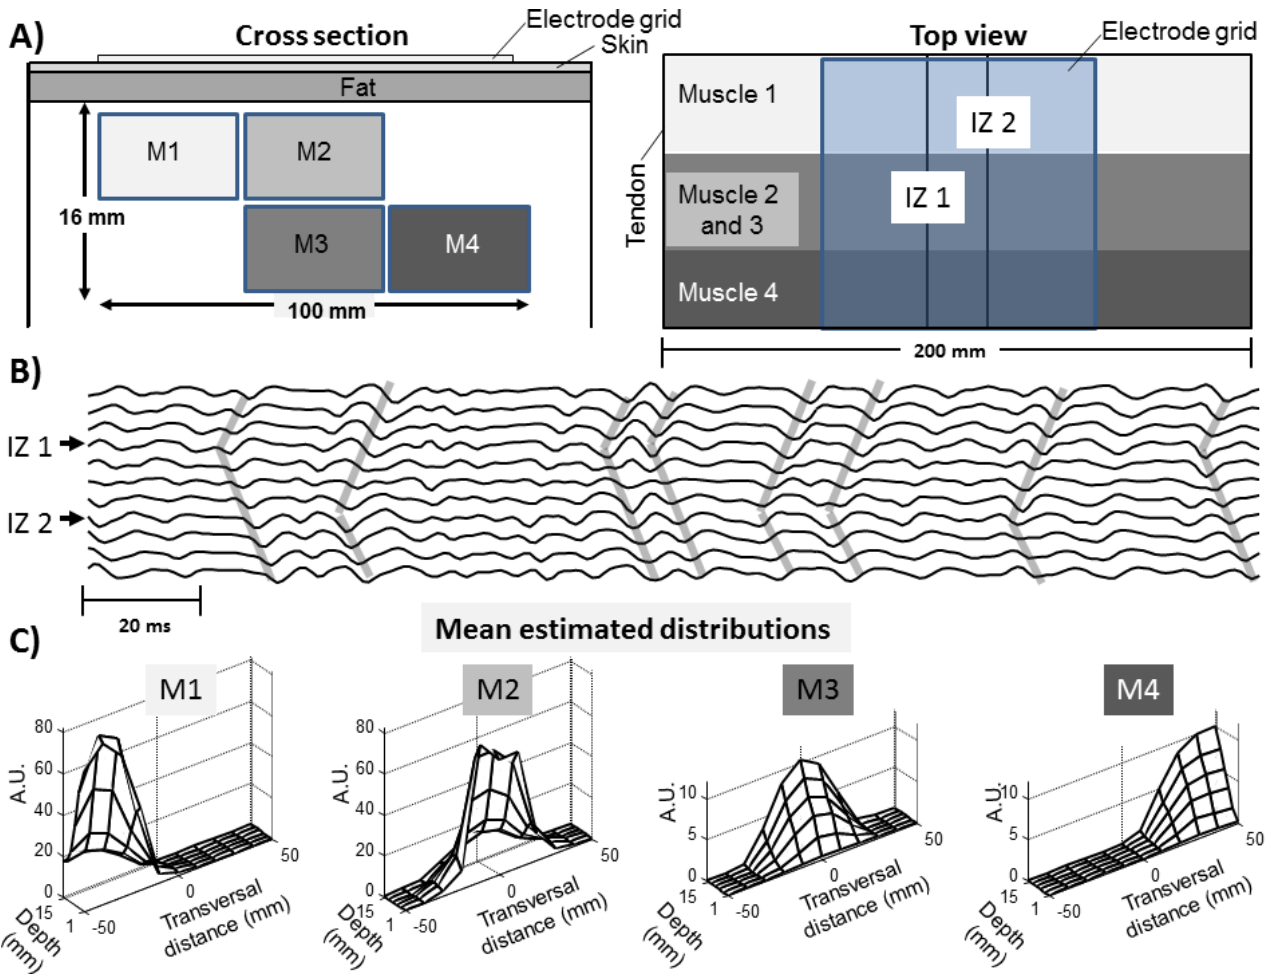 A)
Cross section
Electrode grid
Skin
Fat
M1
M2
M3
M4
16 mm
100 mm
Top view
Electrode grid
Muscle 1
IZ 2
Tendon
Muscle 2
and 3
IZ 1
Muscle 4
200 mm
B)
IZ 1
IZ 2
20 ms
C)
Mean estimated distributions
M1
80
60
40
20
0
A.U.
15
1
-50
0
50
Depth
(mm)
Transversal
distance (mm)
M2
80
60
40
20
0
A.U.
15
1
-50
0
50
Depth
(mm)
Transversal
distance (mm)
M3
10
5
0
A.U.
15
1
-50
0
50
Depth
(mm)
Transversal
distance (mm)
M4
10
5
0
A.U.
15
1
-50
0
50
Depth
(mm)
Transversal
distance (mm)